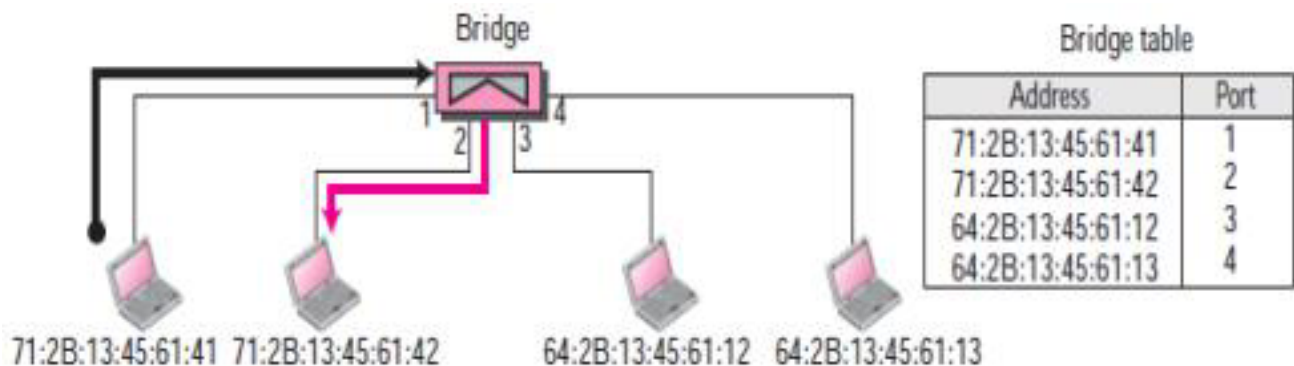 Bridge
1
2
3
4
71:2B:13:45:61:41
71:2B:13:45:61:42
64:2B:13:45:61:12
64:2B:13:45:61:13
Bridge table
Address Port
71:2B:13:45:61:41 1
71:2B:13:45:61:42 2
64:2B:13:45:61:12 3
64:2B:13:45:61:13 4